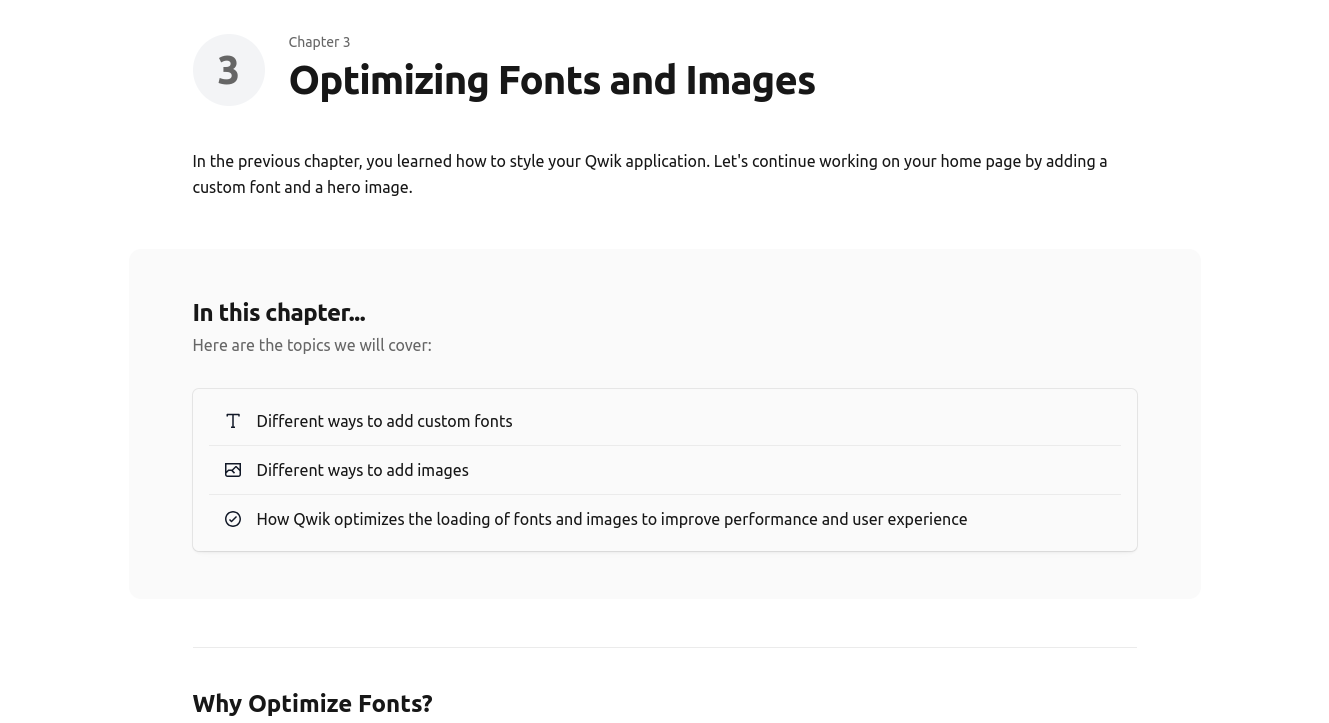 3
Chapter 3
Optimizing Fonts and Images
In the previous chapter, you learned how to style your Qwik application. Let's continue working on your home page by adding a
custom font and a hero image.
In this chapter...
Here are the topics we will cover:
Different ways to add custom fonts
Different ways to add images
How Qwik optimizes the loading of fonts and images to improve performance and user experience
Why Optimize Fonts?